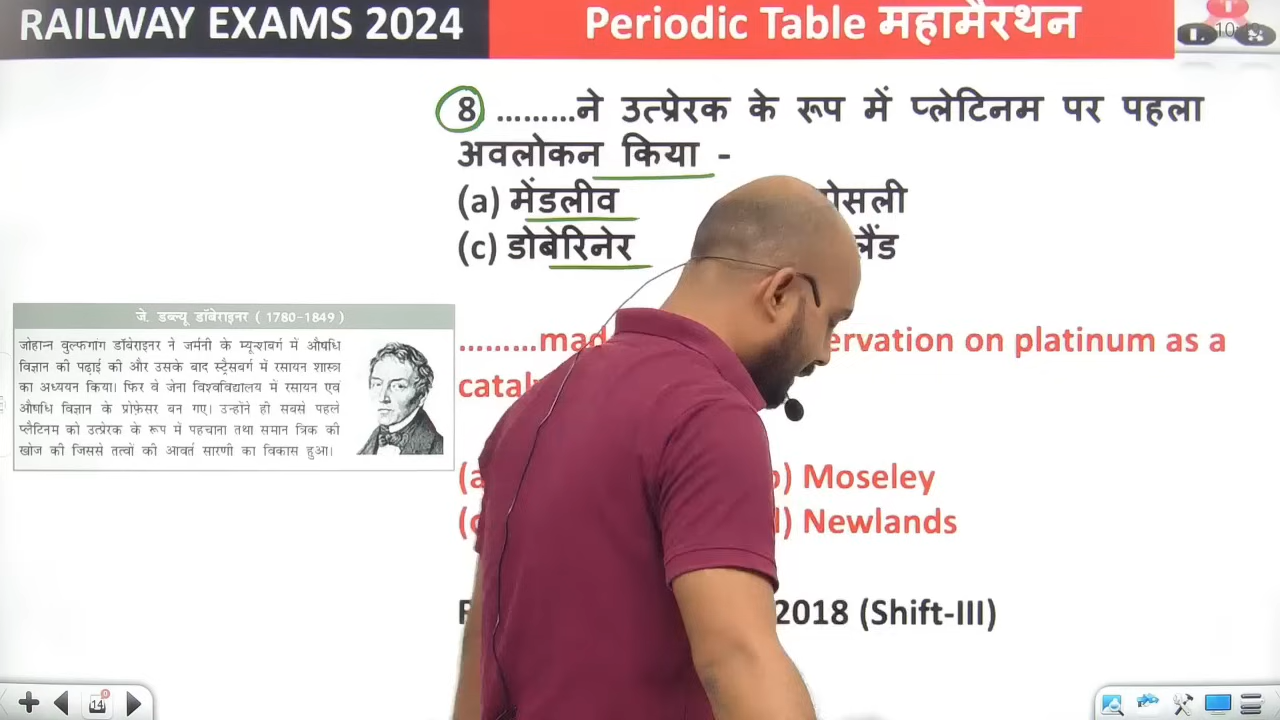 RAILWAY EXAMS 2024
Periodic Table महामैरथन
8 .........ने उत्प्रेरक के रूप में प्लेटिनम पर पहला
अवलोकन किया -
(a) मेंडलीव
(c) डोबेरिनेर
जे. डब्ल्यू डॉबेराइनर ( 1780-1849 )
जोहान्न वुल्फगांग डॉबेराइनर ने जर्मनी के म्यून्शबर्ग में औषधि
विज्ञान की पढ़ाई की और उसके बाद स्ट्रैसबर्ग में रसायन शास्त्र
का अध्ययन किया। फिर वे जेना विश्वविद्यालय में रसायन एवं
औषधि विज्ञान के प्रोफ़ेसर बन गए। उन्होंने ही सबसे पहले
प्लैटिनम को उत्प्रेरक के रूप में पहचाना तथा समान त्रिक की
खोज की जिससे तत्वों की आवर्त सारणी का विकास हुआ।
......... on platinum as a
Moseley
Newlands
2018 (Shift-III)
14